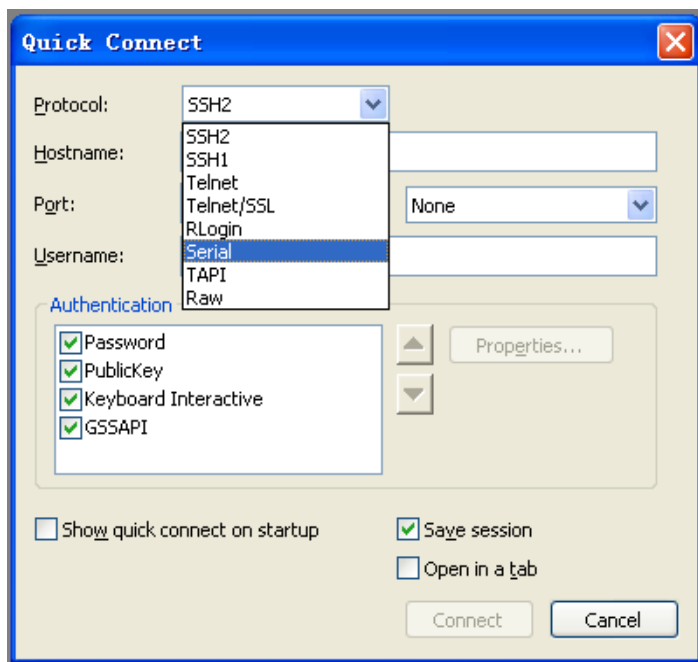 Quick Connect
Protocol: SSH2
SSH2
Hostname:
SSH1
Telnet
Port: Telnet/SSL None
RLogin
Username: Serial
TAPI
Raw
Authentication
Password Properties...
PublicKey
Keyboard Interactive
GSSAPI
Show quick connect on startup Save session
Open in a tab
Connect Cancel